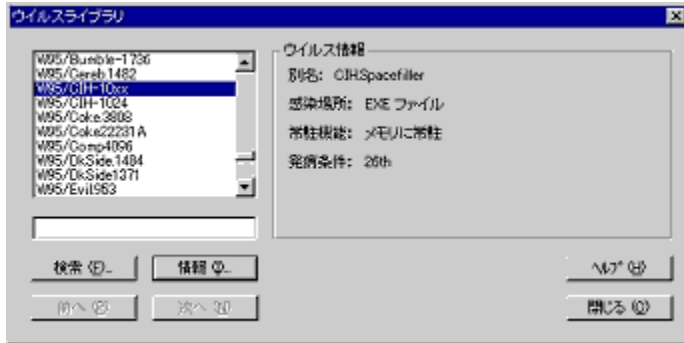 ウイルスライブラリ
W95/Bumble-1736
W95/Cereb.1482
W95/CIH-10xx
W95/CIH-1024
W95/Coke.3808
W95/Coke22231A
W95/Comp4096
W95/DkSide.1484
W95/DkSide1371
W95/Evil953
検索 (F)...
情報 (I)...
前へ (P)
次へ (N)
ウイルス情報
別名: CIH.Spacefiller
感染場所: EXE ファイル
常駐機能: メモリに常駐
発病条件: 26th
ヘルプ (H)
閉じる (C)